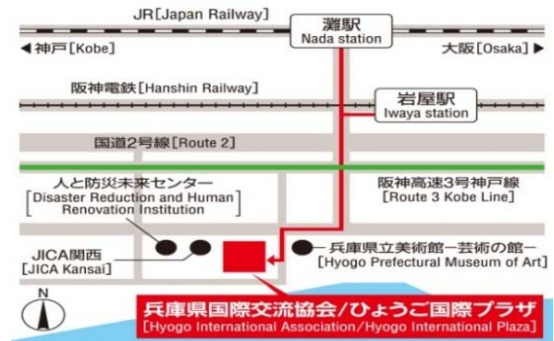 JR[Japan Railway]
灘駅
Nada station
◀神戸[Kobe]
大阪[Osaka]▶
阪神電鉄[Hanshin Railway]
岩屋駅
Iwaya station
国道2号線[Route 2]
人と防災未来センター
[Disaster Reduction and Human
Renovation Institution]
阪神高速3号神戸線
[Route 3 Kobe Line]
JICA関西
[JICA Kansai]
兵庫県立美術館−芸術の館−
[Hyogo Prefectural Museum of Art]
N
兵庫県国際交流協会/ひょうご国際プラザ
[Hyogo International Association/Hyogo International Plaza]